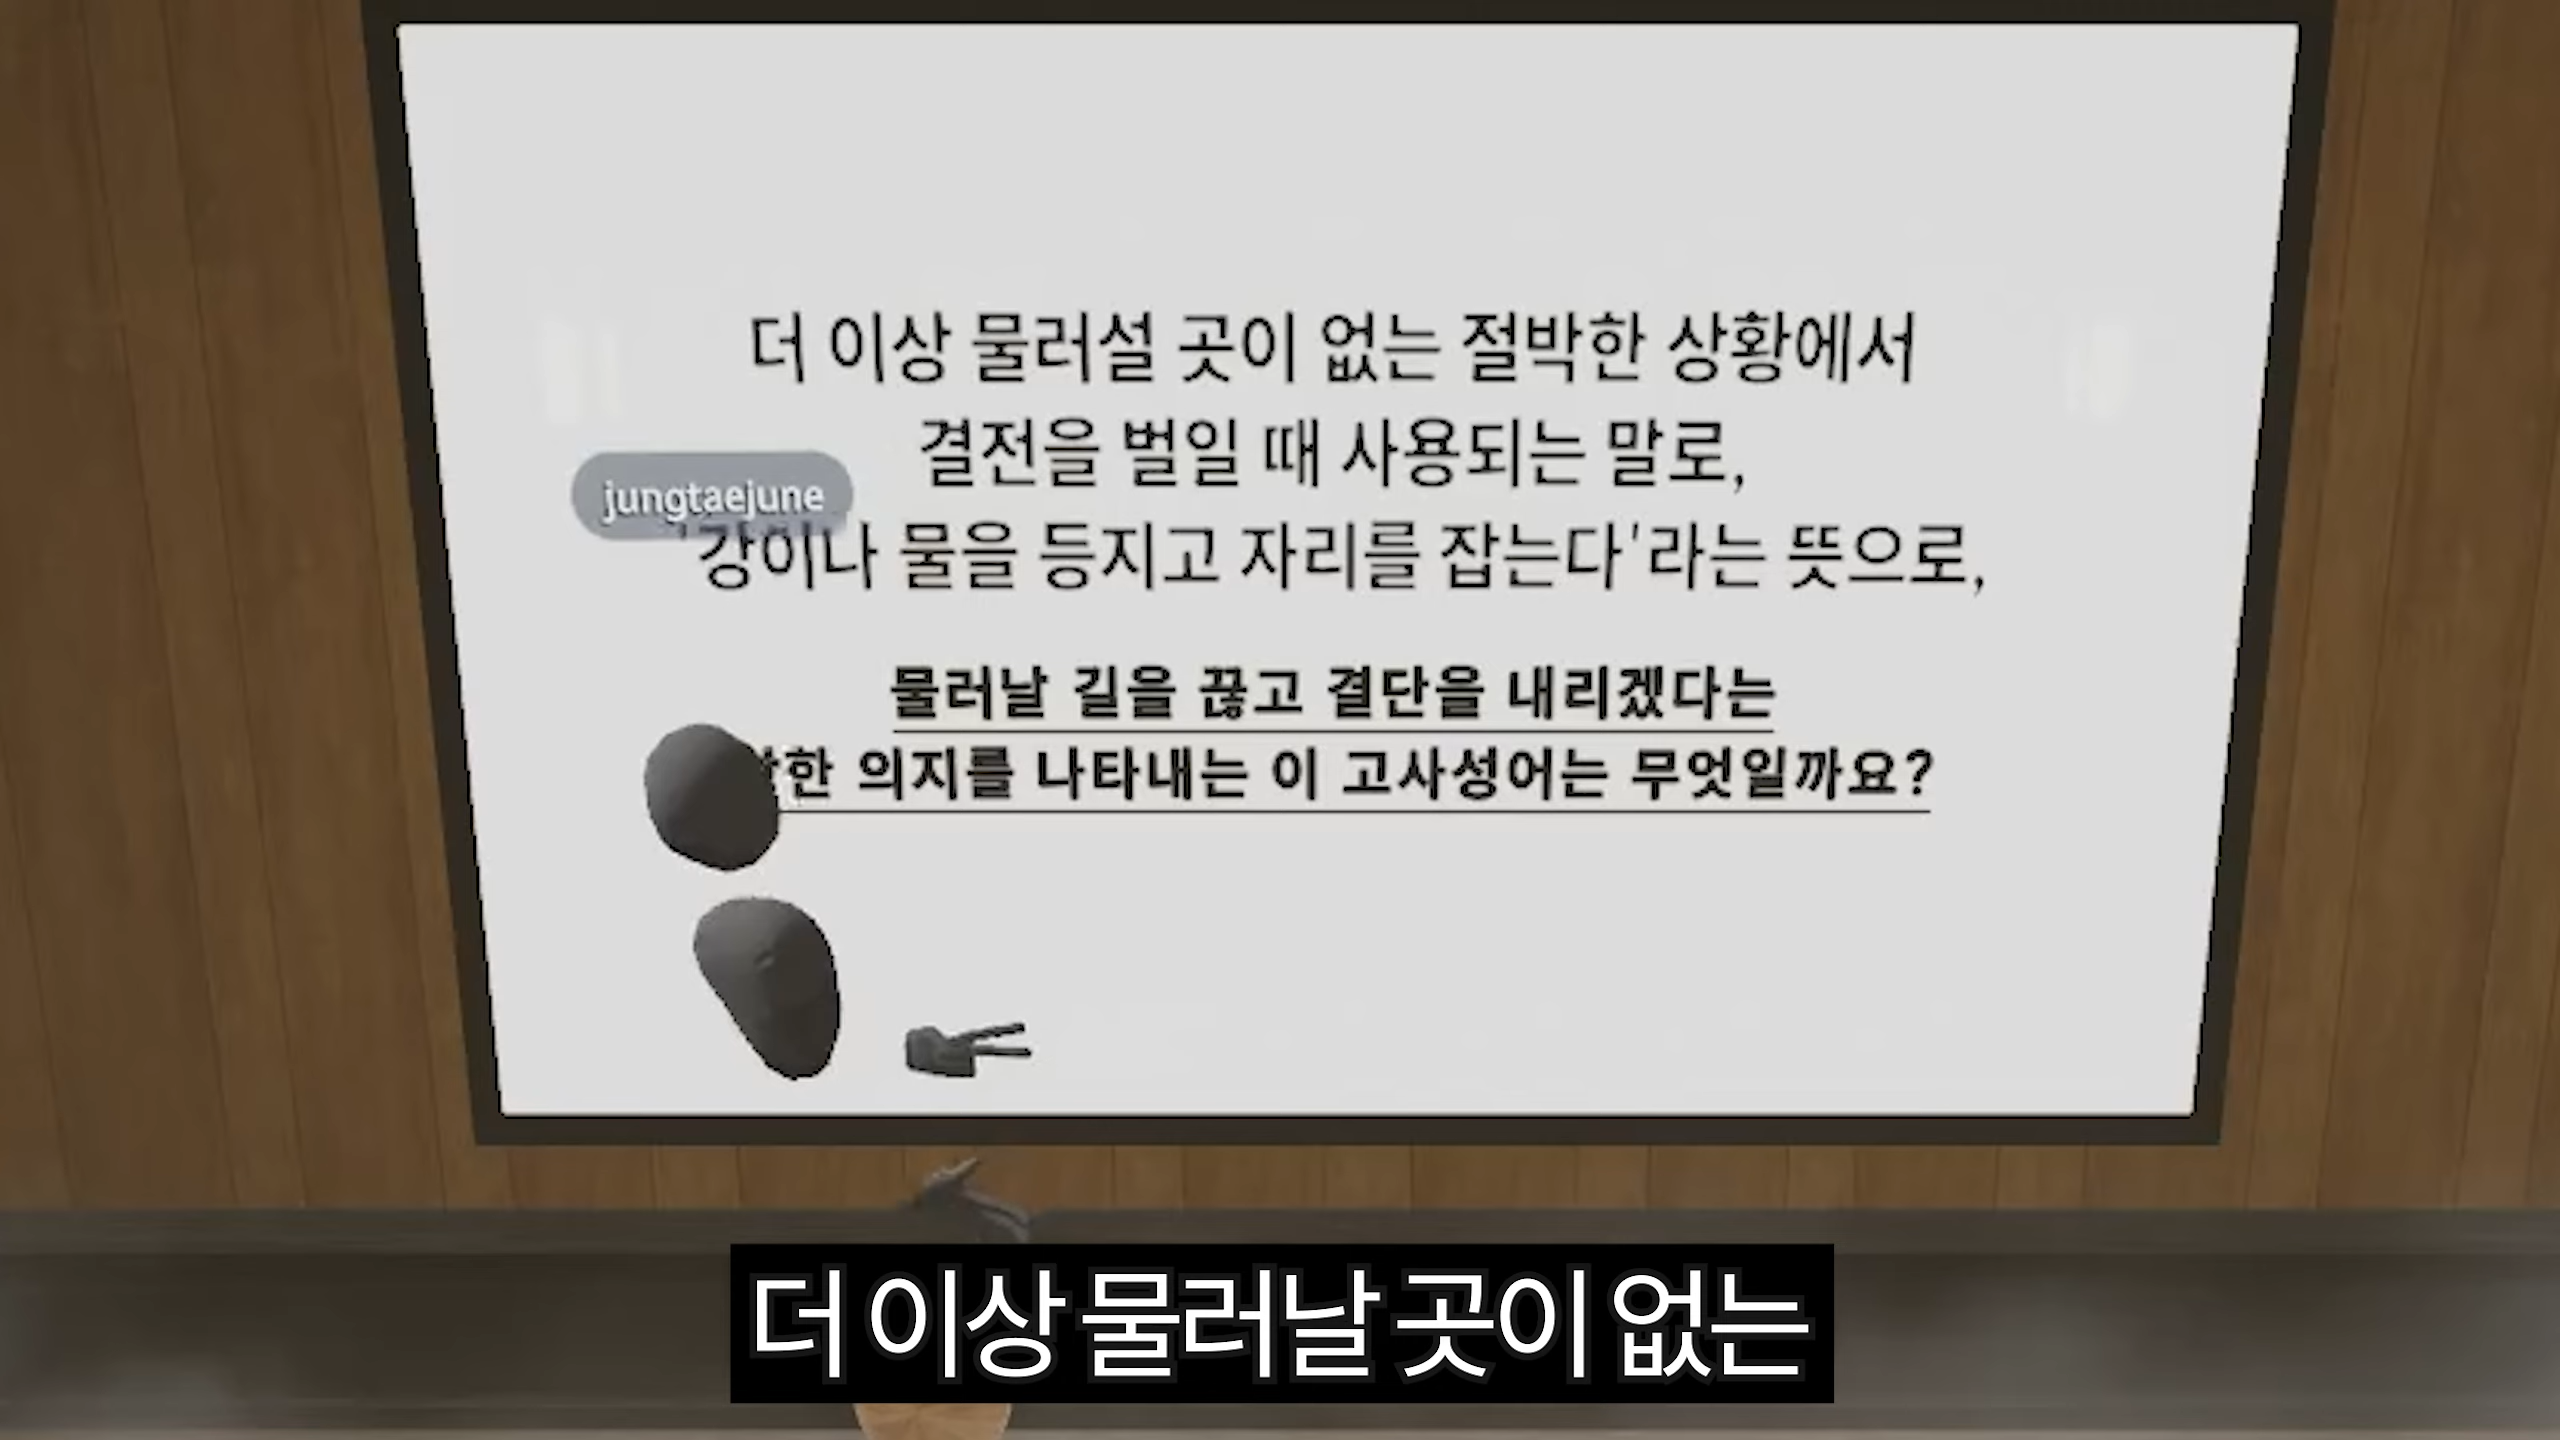 더 이상 물러설 곳이 없는 절박한 상황에서
결전을 벌일 때 사용되는 말로,
jungtaejune
'강이나 물을 등지고 자리를 잡는다'라는 뜻으로,
물러날 길을 끊고 결단을 내리겠다는
의지를 나타내는 이 고사성어는 무엇일까요?
더 이상 물러날 곳이 없는